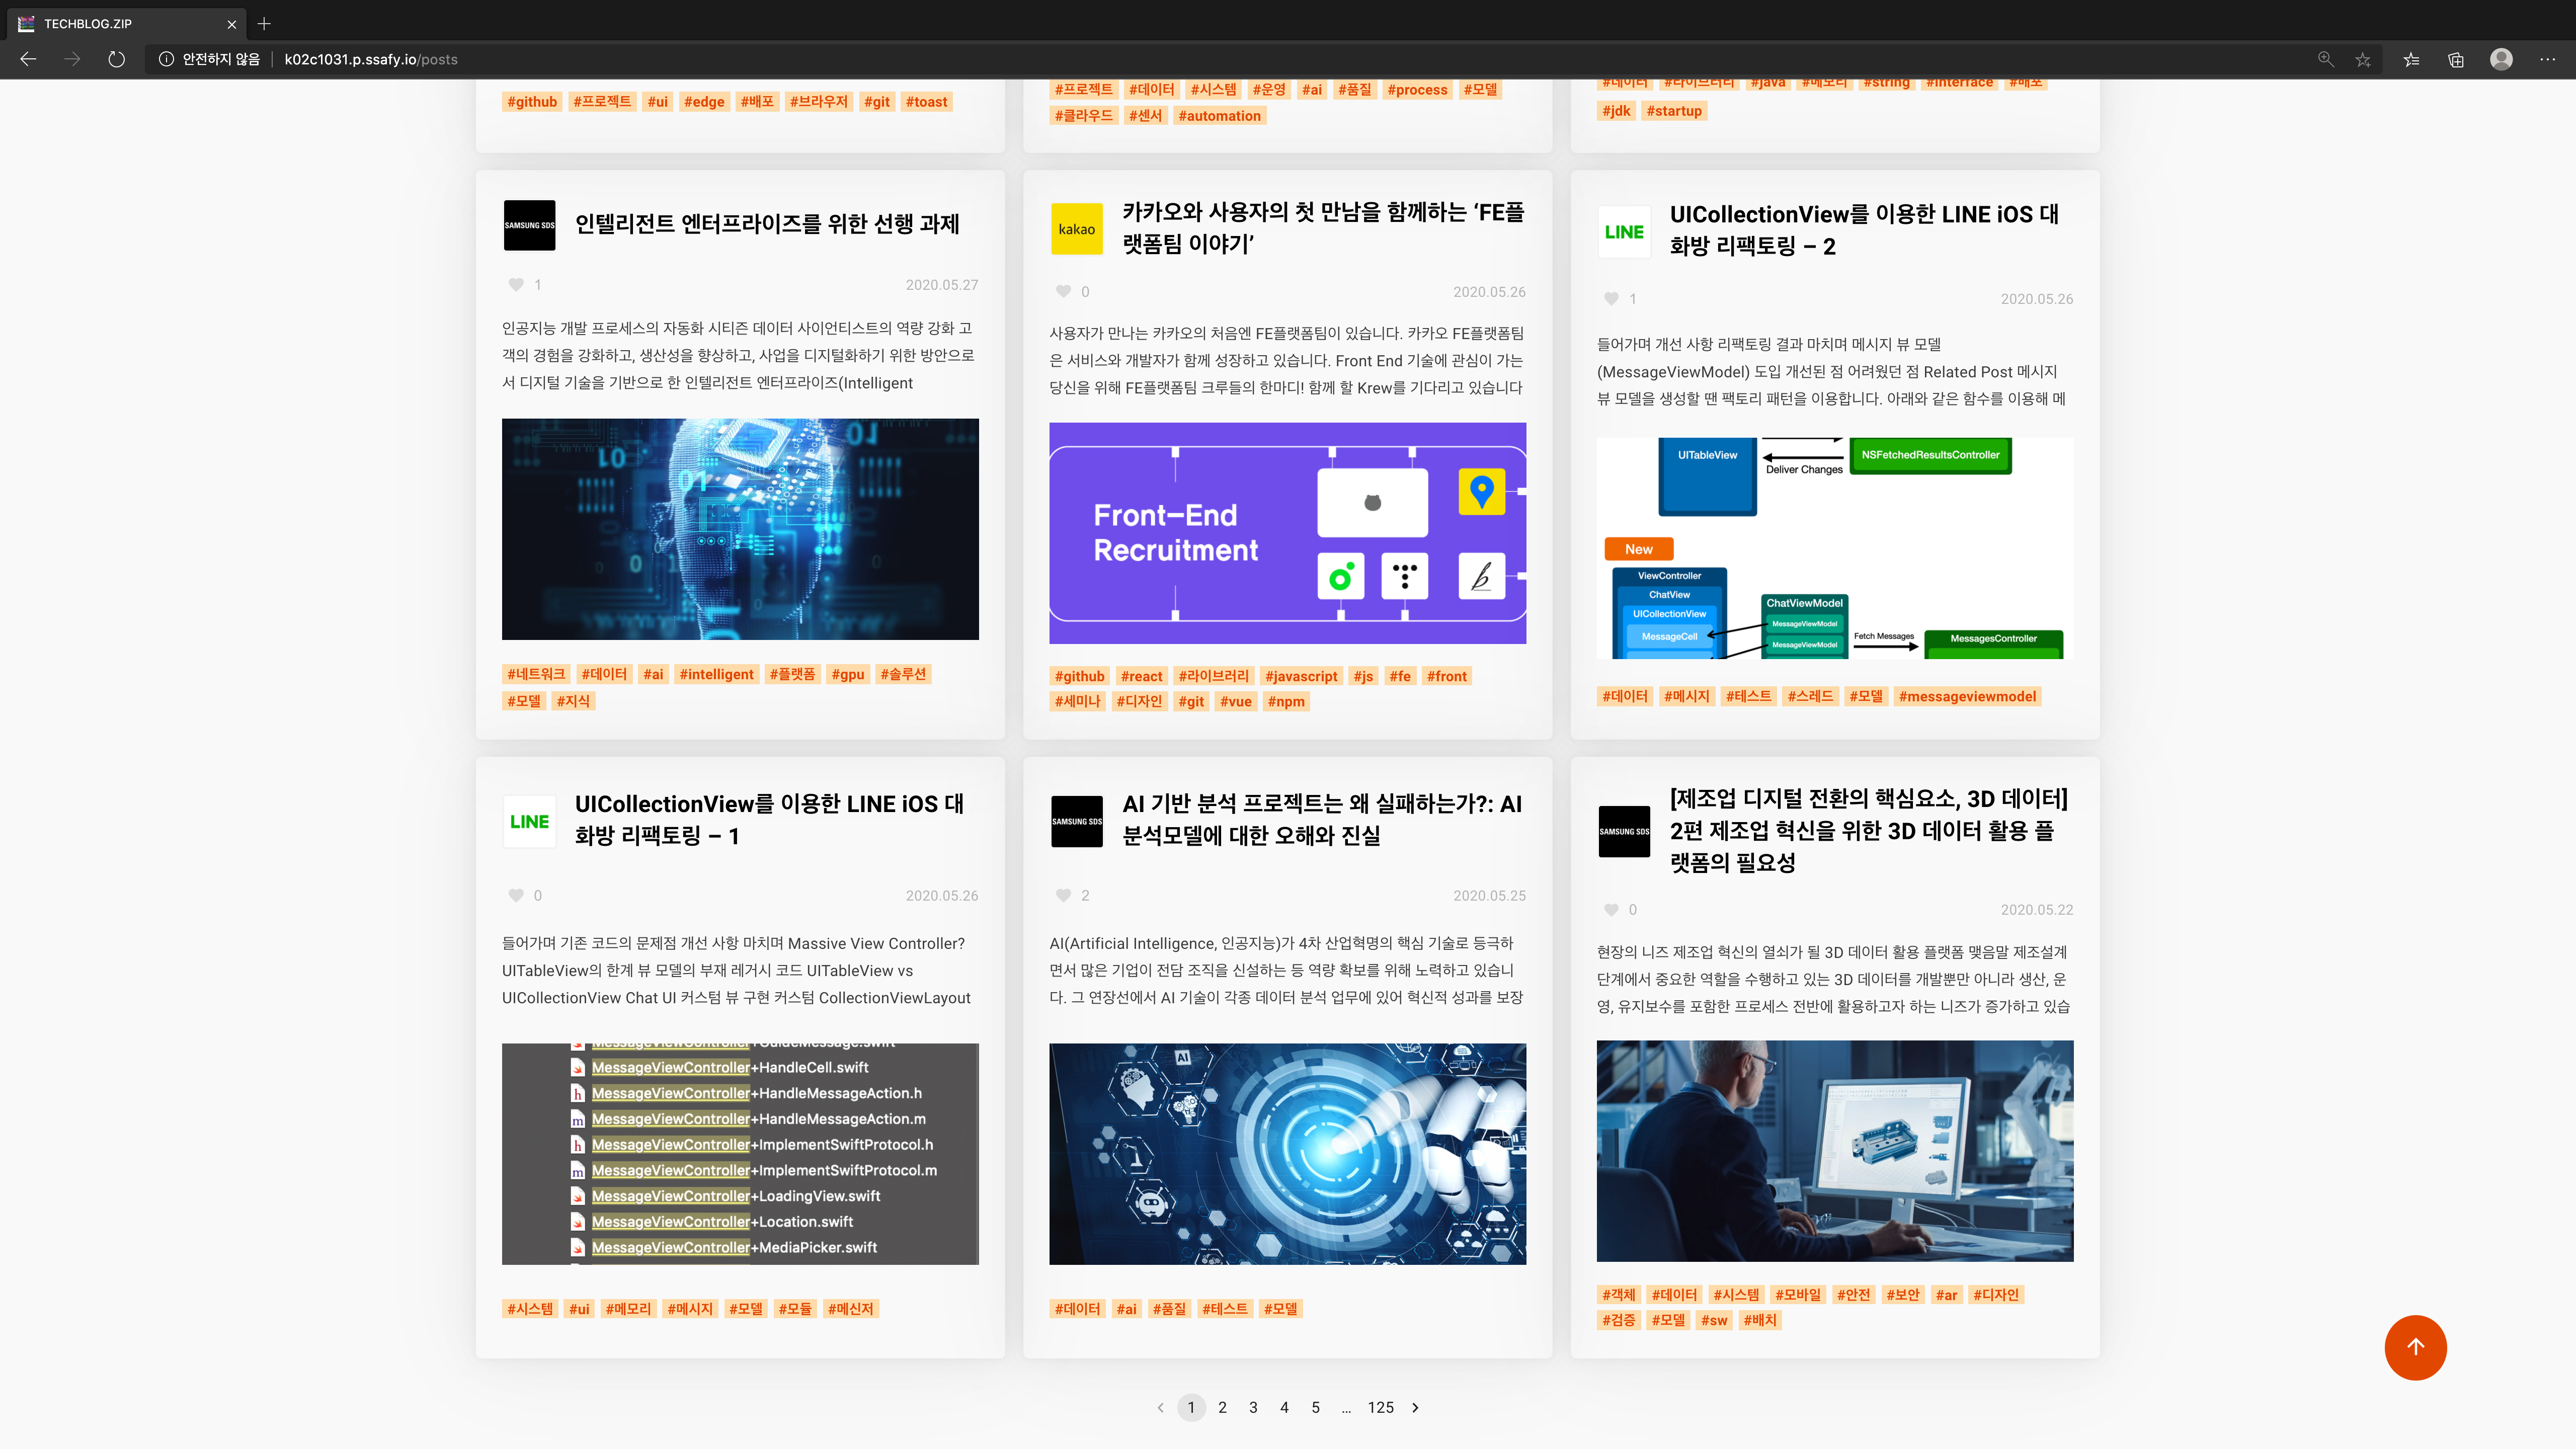 TECHBLOG.ZIP
안전하지 않음 k02c1031.p.ssafy.io/posts
#github #프로젝트 #ui #edge #배포 #브라우저 #git #toast
#프로젝트 #데이터 #시스템 #운영 #ai #품질 #process #모델
#클라우드 #센서 #automation
#데이터 #라이브러리 #java #메모리 #string #interface #배포
#jdk #startup
SAMSUNG SDS
인텔리전트 엔터프라이즈를 위한 선행 과제
1
2020.05.27
인공지능 개발 프로세스의 자동화 시티즌 데이터 사이언티스트의 역량 강화 고
객의 경험을 강화하고, 생산성을 향상하고, 사업을 디지털화하기 위한 방안으로
서 디지털 기술을 기반으로 한 인텔리전트 엔터프라이즈(Intelligent
#네트워크 #데이터 #ai #intelligent #플랫폼 #gpu #솔루션
#모델 #지식
kakao
카카오와 사용자의 첫 만남을 함께하는 ‘FE플
랫폼팀 이야기’
0
2020.05.26
사용자가 만나는 카카오의 처음엔 FE플랫폼팀이 있습니다. 카카오 FE플랫폼팀
은 서비스와 개발자가 함께 성장하고 있습니다. Front End 기술에 관심이 가는
당신을 위해 FE플랫폼팀 크루들의 한마디! 함께 할 Krew를 기다리고 있습니다
Front-End
Recruitment
#github #react #라이브러리 #javascript #js #fe #front
#세미나 #디자인 #git #vue #npm
LINE
UICollectionView를 이용한 LINE iOS 대
화방 리팩토링 – 2
1
2020.05.26
들어가며 개선 사항 리팩토링 결과 마치며 메시지 뷰 모델
(MessageViewModel) 도입 개선된 점 어려웠던 점 Related Post 메시지
뷰 모델을 생성할 땐 팩토리 패턴을 이용합니다. 아래와 같은 함수를 이용해 메
UITableView
Deliver Changes
NSFetchedResultsController
New
ViewController
ChatView
UICollectionView
MessageCell
ChatViewModel
MessageViewModel
MessageViewModel
Fetch Messages
MessagesController
#데이터 #메시지 #테스트 #스레드 #모델 #messageviewmodel
LINE
UICollectionView를 이용한 LINE iOS 대
화방 리팩토링 – 1
0
2020.05.26
들어가며 기존 코드의 문제점 개선 사항 마치며 Massive View Controller?
UITableView의 한계 뷰 모델의 부재 레거시 코드 UITableView vs
UICollectionView Chat UI 커스텀 뷰 구현 커스텀 CollectionViewLayout
MessageViewController+GuideMessage.swift
MessageViewController+HandleCell.swift
MessageViewController+HandleMessageAction.h
MessageViewController+HandleMessageAction.m
MessageViewController+ImplementSwiftProtocol.h
MessageViewController+ImplementSwiftProtocol.m
MessageViewController+LoadingView.swift
MessageViewController+Location.swift
MessageViewController+MediaPicker.swift
#시스템 #ui #메모리 #메시지 #모델 #모듈 #메신저
SAMSUNG SDS
AI 기반 분석 프로젝트는 왜 실패하는가?: AI
분석모델에 대한 오해와 진실
2
2020.05.25
AI(Artificial Intelligence, 인공지능)가 4차 산업혁명의 핵심 기술로 등극하
면서 많은 기업이 전담 조직을 신설하는 등 역량 확보를 위해 노력하고 있습니
다. 그 연장선에서 AI 기술이 각종 데이터 분석 업무에 있어 혁신적 성과를 보장
AI
#데이터 #ai #품질 #테스트 #모델
SAMSUNG SDS
[제조업 디지털 전환의 핵심요소, 3D 데이터]
2편 제조업 혁신을 위한 3D 데이터 활용 플
랫폼의 필요성
0
2020.05.22
현장의 니즈 제조업 혁신의 열쇠가 될 3D 데이터 활용 플랫폼 맺음말 제조설계
단계에서 중요한 역할을 수행하고 있는 3D 데이터를 개발뿐만 아니라 생산, 운
영, 유지보수를 포함한 프로세스 전반에 활용하고자 하는 니즈가 증가하고 있습
#객체 #데이터 #시스템 #모바일 #안전 #보안 #ar #디자인
#검증 #모델 #sw #배치
1 2 3 4 5 ... 125